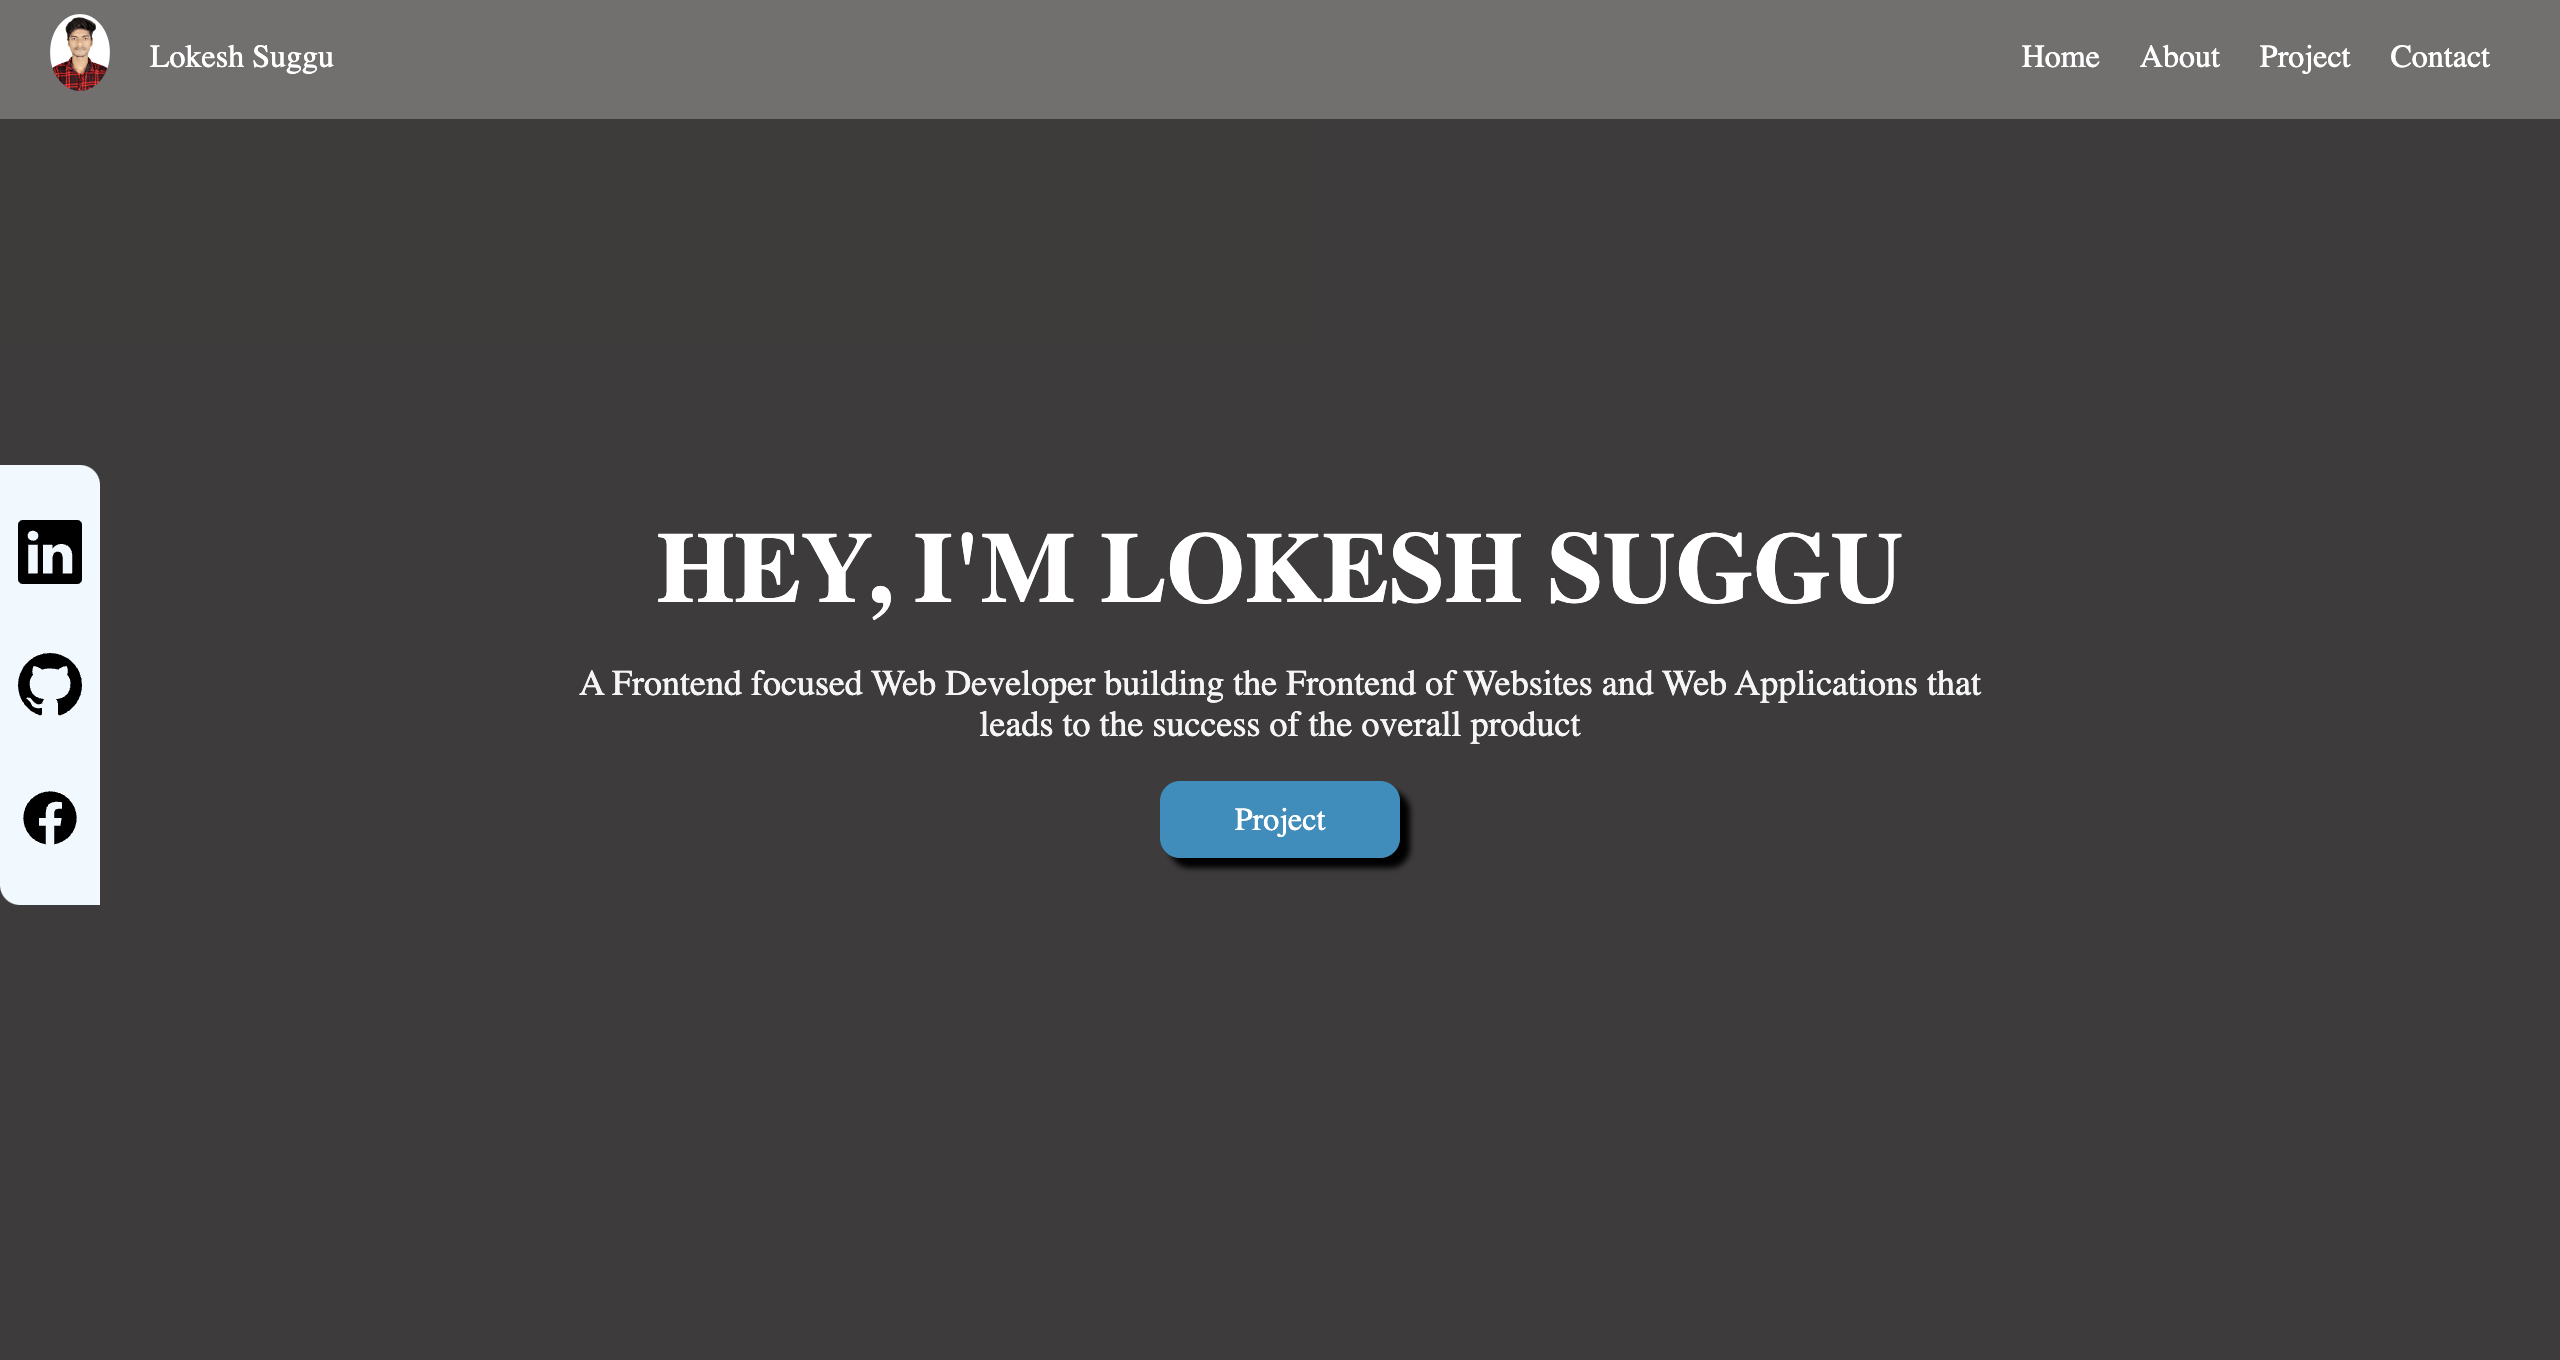 Lokesh Suggu
Home About Project Contact
HEY, I'M LOKESH SUGGU
A Frontend focused Web Developer building the Frontend of Websites and Web Applications that
leads to the success of the overall product
Project
in